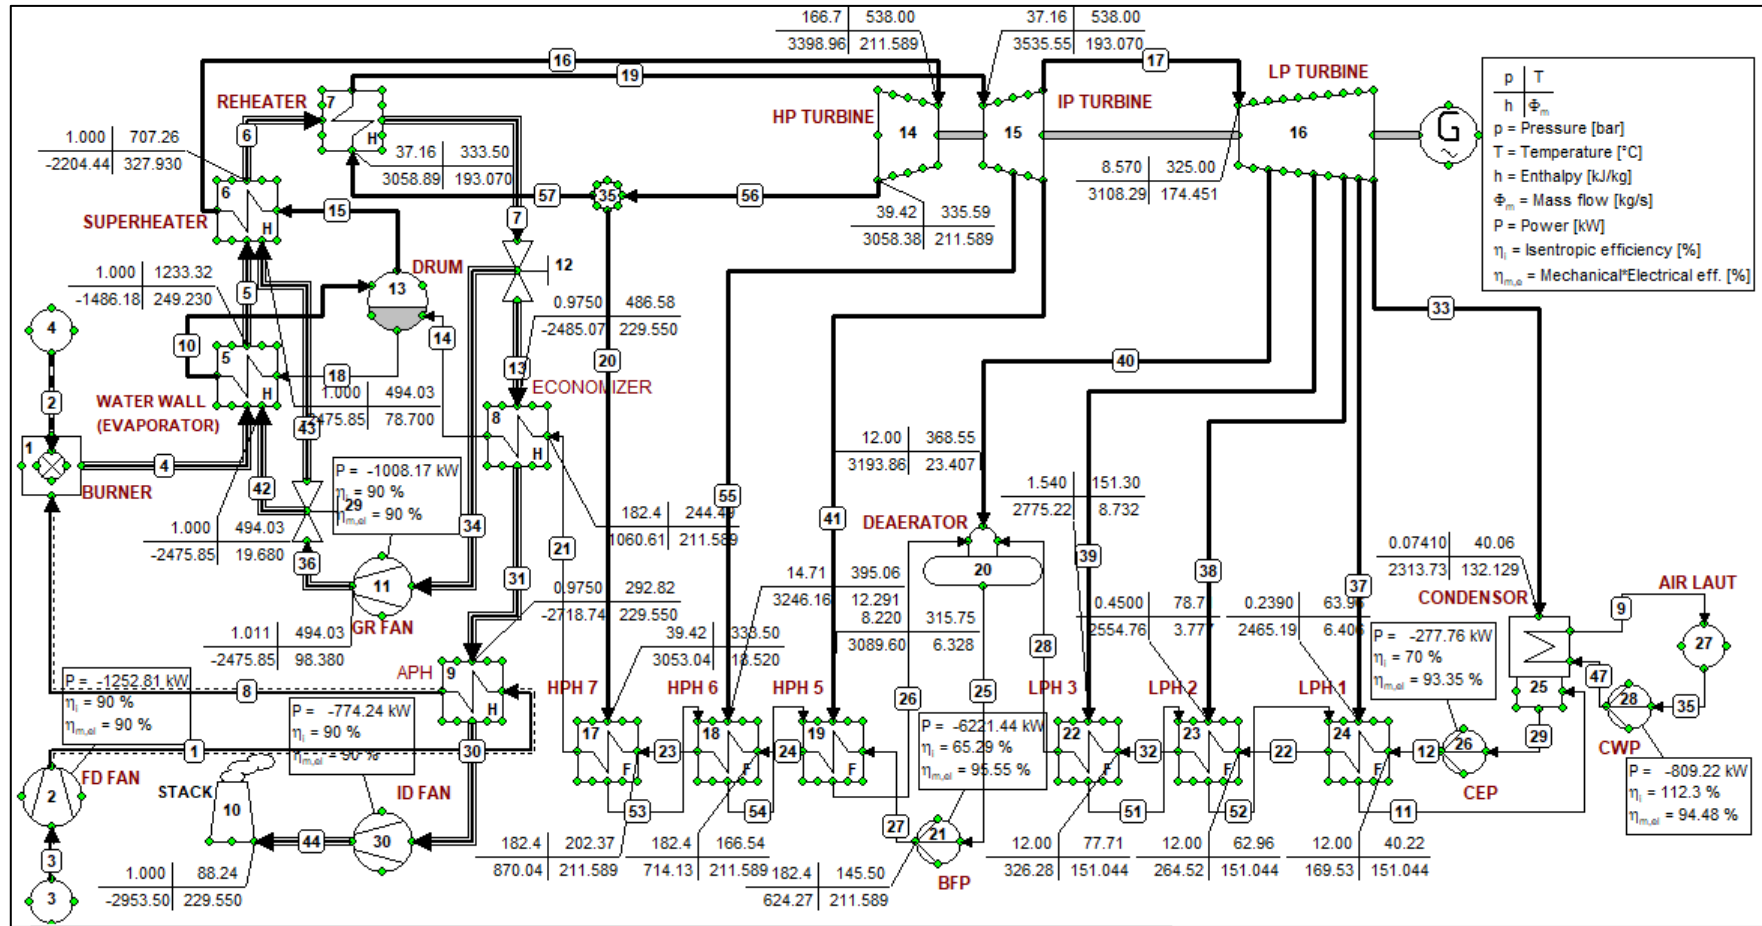 166.7 538.00
3398.96 211.589
37.16 538.00
3535.55 193.070
16
19
17
LP TURBINE
REHEATER
7
H
HP TURBINE
14
15
IP TURBINE
16
G
p T
h Φm
p = Pressure [bar]
T = Temperature [°C]
h = Enthalpy [kJ/kg]
Φm = Mass flow [kg/s]
P = Power [kW]
ηi = Isentropic efficiency [%]
ηm,e = Mechanical*Electrical eff. [%]
1.000 707.26
-2204.44 327.930
6
37.16 333.50
3058.89 193.070
8.570 325.00
3108.29 174.451
6
H
SUPERHEATER
15
57
35
56
7
39.42 335.59
3058.38 211.589
1.000 1233.32
-1486.18 249.230
5
DRUM
13
12
0.9750 486.58
-2485.07 229.550
33
4
10
14
5
H
18
13
20
40
ECONOMIZER
8
H
2
WATER WALL
(EVAPORATOR)
1.000 494.03
2475.85 78.700
43
1
4
BURNER
42
29
P = -1008.17 kW
ηi = 90 %
ηm,el = 90 %
12.00 368.55
3193.86 23.407
1.540 151.30
2775.22 8.732
55
41
DEAERATOR
20
39
38
37
1.000 494.03
-2475.85 19.680
36
11
GR FAN
34
182.4 244.49
1060.61 211.589
21
31
0.9750 292.82
-2718.74 229.550
14.71 395.06
3246.16 12.291
8.220 315.75
3089.60 6.328
0.07410 40.06
2313.73 132.129
AIR LAUT
CONDENSOR
9
27
0.4500
2554.76 3.777
0.2390
2465.19 6.406
1.011 494.03
-2475.85 98.380
39.42 333.50
3053.04 18.520
P = -277.76 kW
ηi = 70 %
ηm,el = 93.35 %
28
25
26
P = -1252.81 kW
ηi = 90 %
ηm,el = 90 %
8
APH
9
H
HPH 7
HPH 6
HPH 5
LPH 3
LPH 2
LPH 1
25
47
28
35
P = -774.24 kW
ηi = 90 %
ηm,el = 90 %
P = -6221.44 kW
ηi = 65.29 %
ηm,el = 95.55 %
1
30
17
F
23
18
F
24
19
F
22
F
32
23
F
22
24
F
12
26
29
CWP
CEP
P = -809.22 kW
ηi = 112.3 %
ηm,el = 94.48 %
2
FD FAN
STACK
10
ID FAN
30
44
53
54
27
21
BFP
51
52
11
3
3
1.000 88.24
-2953.50 229.550
182.4 202.37
870.04 211.589
182.4 166.54
714.13 211.589
182.4 145.50
624.27 211.589
12.00 77.71
326.28 151.044
12.00 62.96
264.52 151.044
12.00 40.22
169.53 151.044